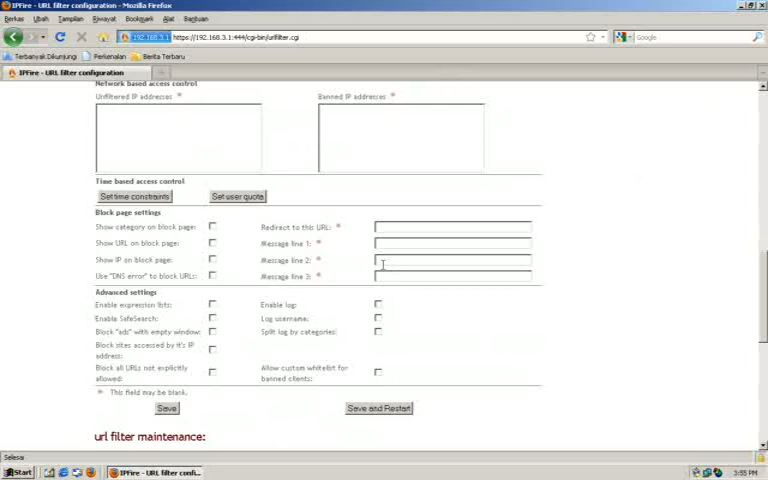 IPFire - URL filter configuration - Mozilla Firefox
Berkas Ubah Tampilan Riwayat Bookmark Alat Bantuan
192.168.3.1 https://192.168.3.1:444/cgi-bin/urlfilter.cgi Google
Terbanyak Dikunjungi Perkenalan Berita Terbaru
IPFire - URL filter configuration
Network based access control
Unfiltered IP addresses * Banned IP addresses *
Time based access control
Set time constraints Set user quota
Block page settings
Show category on block page: Redirect to this URL: *
Show URL on block page: Message line 1: *
Show IP on block page: Message line 2: *
Use "DNS error" to block URLs: Message line 3: *
Advanced settings
Enable expression lists: Enable log:
Enable SafeSearch: Log username:
Block "ads" with empty window: Split log by categories:
Block sites accessed by it's IP
address:
Block all URLs not explicitly Allow custom whitelist for
allowed: banned clients:
* This field may be blank.
Save Save and Restart
url filter maintenance:
Selesai
Start IPFire - URL filter confi... 3:55 PM